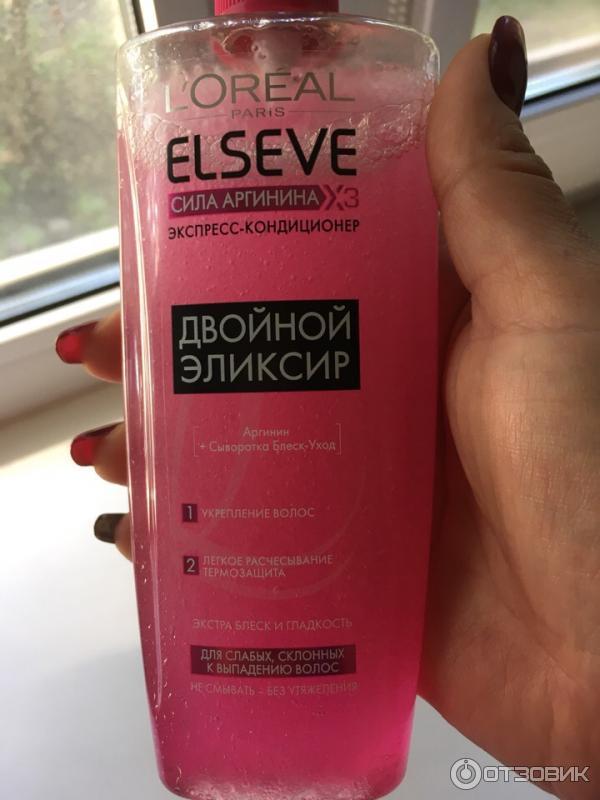 L'ORÉAL
PARIS
ELSEVE
СИЛА АРГИНИНА X3
ЭКСПРЕСС-КОНДИЦИОНЕР
ДВОЙНОЙ
ЭЛИКСИР
Аргинин
+ Сыворотка Блеск-Уход
1 УКРЕПЛЕНИЕ ВОЛОС
2 ЛЕГКОЕ РАСЧЕСЫВАНИЕ
ТЕРМОЗАЩИТА
ЭКСТРА БЛЕСК И ГЛАДКОСТЬ
ДЛЯ СЛАБЫХ, СКЛОННЫХ
К ВЫПАДЕНИЮ ВОЛОС
НЕ СМЫВАТЬ – БЕЗ УТЯЖЕЛЕНИЯ
ОТЗОВИК